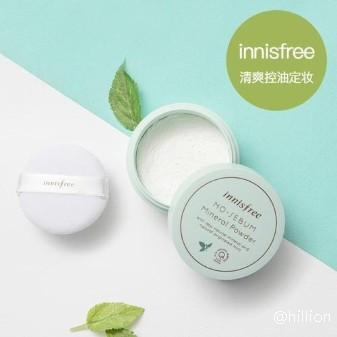 innisfree
清爽控油定妆
innisfree
innisfree
NO·SEBUM
Mineral Powder
@hillion